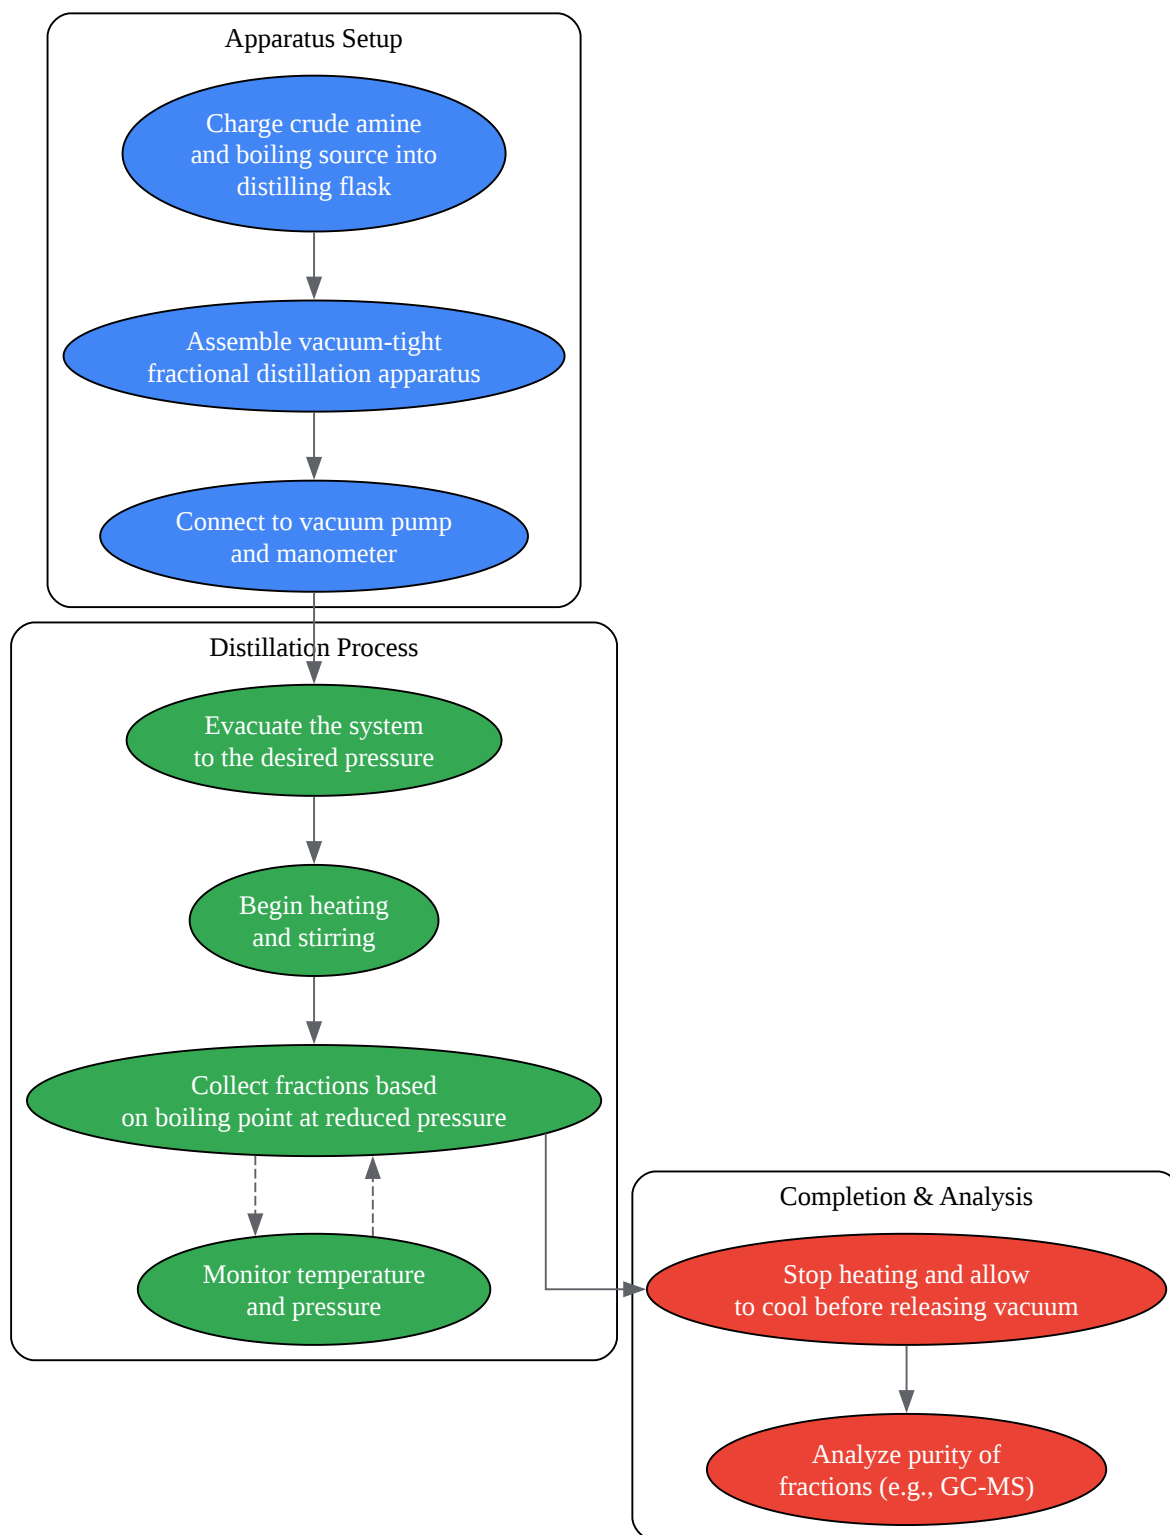 Apparatus Setup
Charge crude amine
and boiling source into
distilling flask
Assemble vacuum-tight
fractional distillation apparatus
Connect to vacuum pump
and manometer
Distillation Process
Evacuate the system
to the desired pressure
Begin heating
and stirring
Collect fractions based
on boiling point at reduced pressure
Monitor temperature
and pressure
Completion & Analysis
Stop heating and allow
to cool before releasing vacuum
Analyze purity of
fractions (e.g., GC-MS)